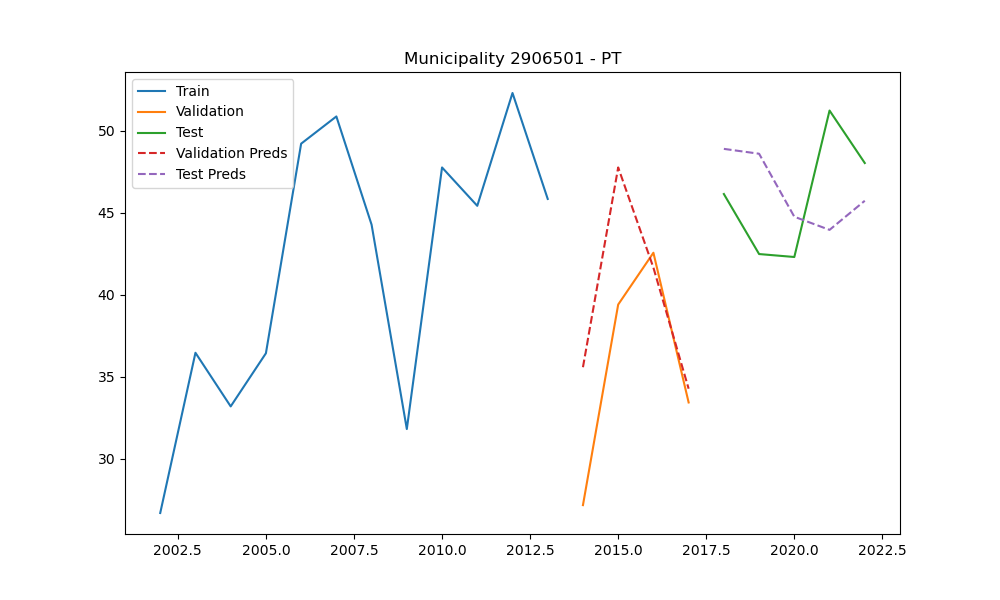 Municipality 2906501 - PT
Train
Validation
Test
Validation Preds
Test Preds
50
45
40
35
30
2002.5 2005.0 2007.5 2010.0 2012.5 2015.0 2017.5 2020.0 2022.5